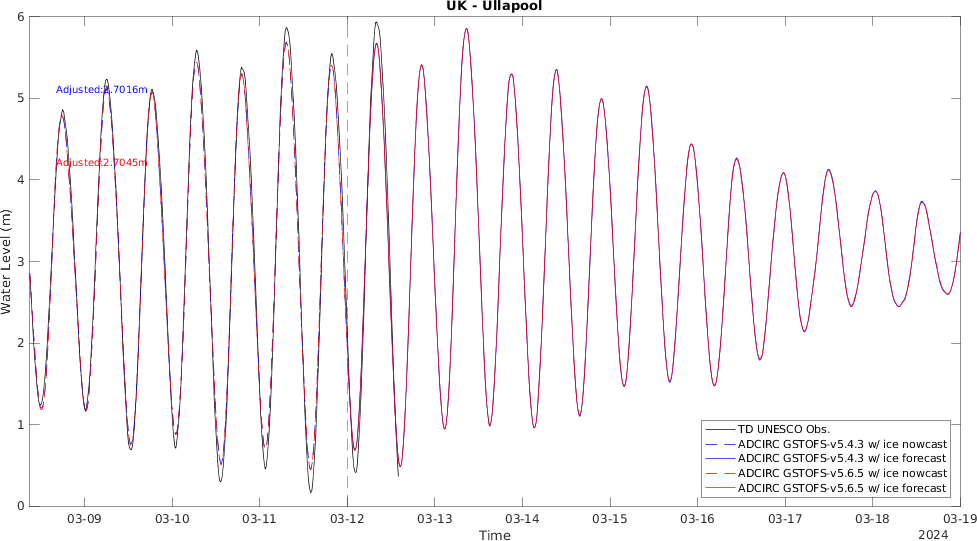 UK - Ullapool
Water Level (m)
6
5
4
3
2
1
0
Adjusted:2.7016m
Adjusted:2.7045m
TD UNESCO Obs.
ADCIRC GSTOFS-v5.4.3 w/ ice nowcast
ADCIRC GSTOFS-v5.4.3 w/ ice forecast
ADCIRC GSTOFS-v5.6.5 w/ ice nowcast
ADCIRC GSTOFS-v5.6.5 w/ ice forecast
03-09 03-10 03-11 03-12 03-13 03-14 03-15 03-16 03-17 03-18 03-19
Time
2024